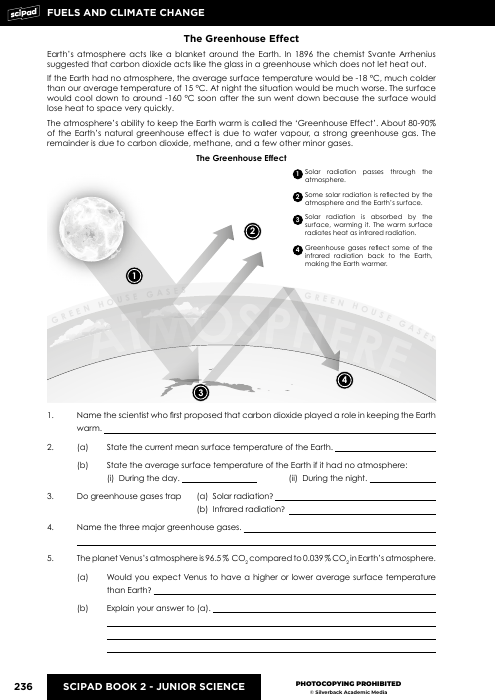 scipad FUELS AND CLIMATE CHANGE
The Greenhouse Effect
Earth's atmosphere acts like a blanket around the Earth. In 1896 the chemist Svante Arrhenius
suggested that carbon dioxide acts like the glass in a greenhouse which does not let heat out.
If the Earth had no atmosphere, the average surface temperature would be -18 °C, much colder
than our average temperature of 15 °C. At night the situation would be much worse. The surface
would cool down to around -160 °C soon after the sun went down because the surface would
lose heat to space very quickly.
The atmosphere's ability to keep the Earth warm is called the 'Greenhouse Effect'. About 80-90%
of the Earth's natural greenhouse effect is due to water vapour, a strong greenhouse gas. The
remainder is due to carbon dioxide, methane, and a few other minor gases.
The Greenhouse Effect
1 Solar radiation passes through the
atmosphere.
2 Some solar radiation is reflected by the
atmosphere and the Earth's surface.
3 Solar radiation is absorbed by the
surface, warming it. The warm surface
radiates heat as infrared radiation.
4 Greenhouse gases reflect some of the
infrared radiation back to the Earth,
making the Earth warmer.
2
1
GREEN HOUSE GASES
GREEN HOUSE GASES
ATMOSPHERE
4
3
1. Name the scientist who first proposed that carbon dioxide played a role in keeping the Earth
warm.
2. (a) State the current mean surface temperature of the Earth.
(b) State the average surface temperature of the Earth if it had no atmosphere:
(i) During the day. (ii) During the night.
3. Do greenhouse gases trap (a) Solar radiation?
(b) Infrared radiation?
4. Name the three major greenhouse gases.
5. The planet Venus's atmosphere is 96.5 % CO2 compared to 0.039 % CO2 in Earth's atmosphere.
(a) Would you expect Venus to have a higher or lower average surface temperature
than Earth?
(b) Explain your answer to (a).
236 SCIPAD BOOK 2 - JUNIOR SCIENCE PHOTOCOPYING PROHIBITED
© Silverback Academic Media